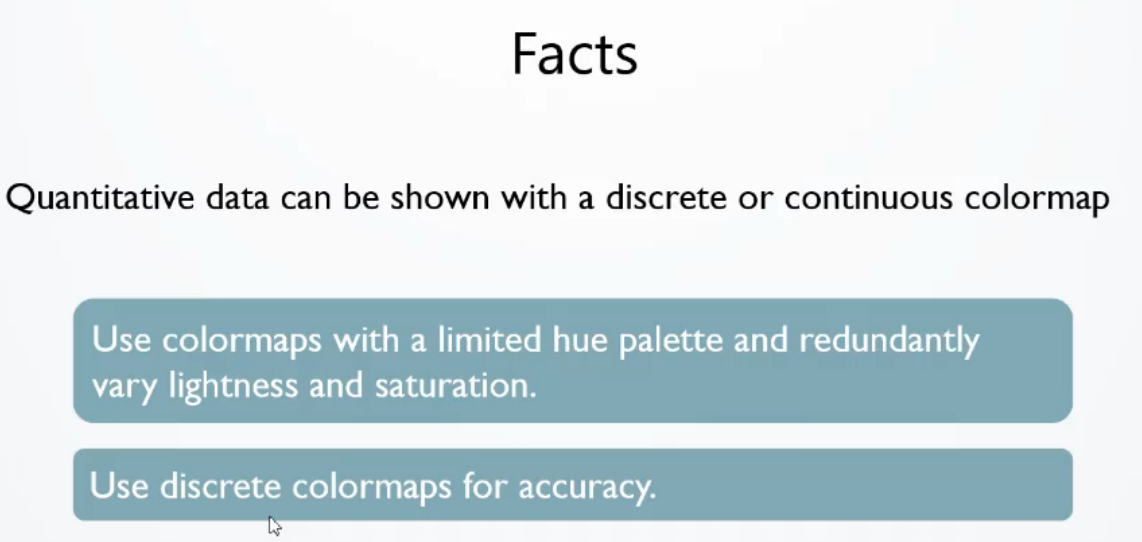 Facts
Quantitative data can be shown with a discrete or continuous colormap
Use colormaps with a limited hue palette and redundantly
vary lightness and saturation.
Use discrete colormaps for accuracy.